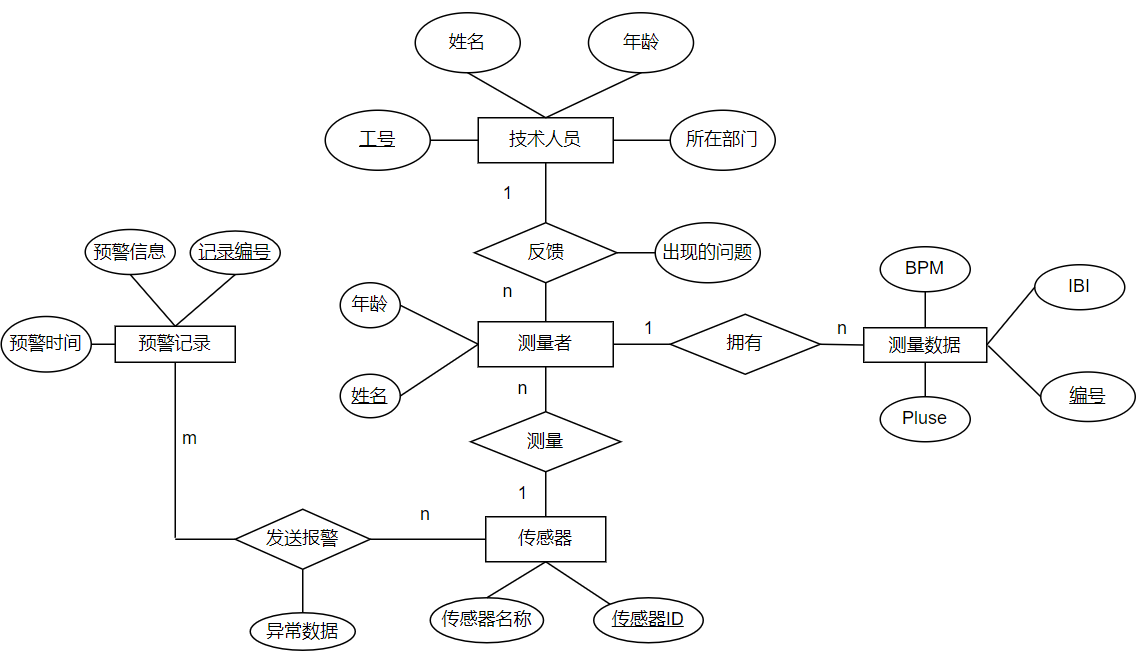 姓名
年龄
工号
技术人员
所在部门
1
反馈
出现的问题
n
预警信息
记录编号
预警时间
预警记录
年龄
姓名
测量者
1
拥有
n
测量数据
BPM
IBI
编号
Pluse
n
测量
1
m
发送报警
n
传感器
异常数据
传感器名称
传感器ID